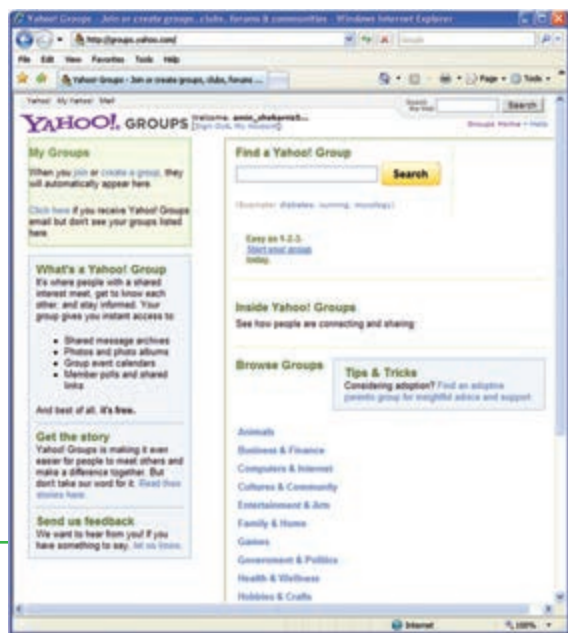 Yahoo! Groups - Join or create groups, clubs, forums & communities - Windows Internet Explorer
http://groups.yahoo.com/
File Edit View Favorites Tools Help
Yahoo! Groups - Join or create groups, clubs, forums ...
Page Tools
Yahoo! My Yahoo! Mail
Search
YAHOO! GROUPS
Welcome,
Sign Out, My Account
Groups Home - Help
My Groups
When you join or create a group, they
will automatically appear here.
Click here if you receive Yahoo! Groups
email but don't see your groups listed
here.
What's a Yahoo! Group
It's where people with a shared
interest meet, get to know each
other, and stay informed. Your
group gives you instant access to:
Shared message archives
Photos and photo albums
Group event calendars
Member polls and shared
links
And best of all, it's free.
Get the story
Yahoo! Groups is making it even
easier for people to meet others and
make a difference together. But
don't take our word for it. Read their
stories here.
Send us feedback
We want to hear from you! If you
have something to say, let us know.
Find a Yahoo! Group
Search
(Examples: diabetes, running, mycology)
Easy as 1-2-3.
Start your group
today.
Inside Yahoo! Groups
See how people are connecting and sharing
Browse Groups
Tips & Tricks
Considering adoption? Find an adoptive
parents group for insightful advice and support.
Animals
Business & Finance
Computers & Internet
Cultures & Community
Entertainment & Arts
Family & Home
Games
Government & Politics
Health & Wellness
Hobbies & Crafts
Internet
100%